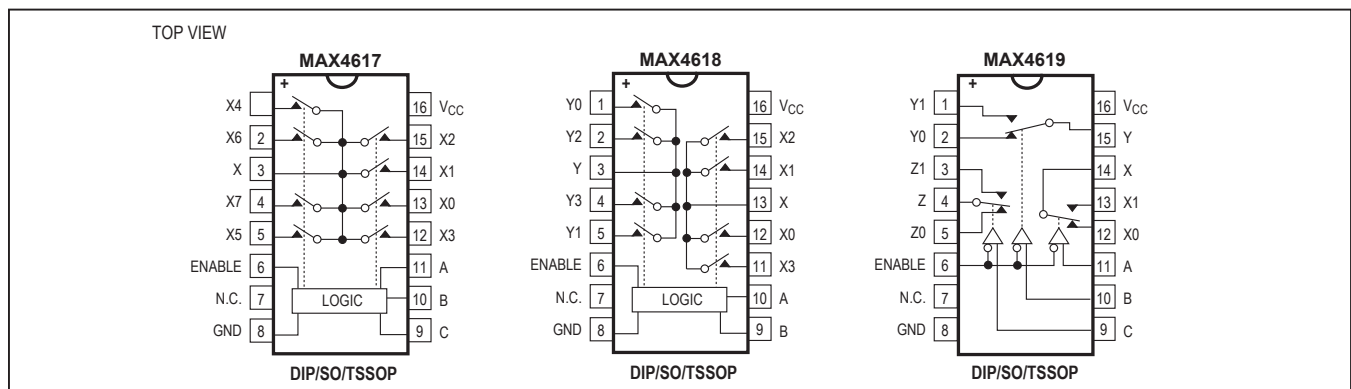 TOP VIEW
MAX4617
+
X4
X6 2
X 3
X7 4
X5 5
ENABLE 6
N.C. 7
GND 8
16 VCC
15 X2
14 X1
13 X0
12 X3
11 A
10 B
9 C
LOGIC
DIP/SO/TSSOP
MAX4618
+
Y0 1
Y2 2
Y 3
Y3 4
Y1 5
ENABLE 6
N.C. 7
GND 8
16 VCC
15 X2
14 X1
13 X
12 X0
11 X3
10 A
9 B
LOGIC
DIP/SO/TSSOP
MAX4619
+
Y1 1
Y0 2
Z1 3
Z 4
Z0 5
ENABLE 6
N.C. 7
GND 8
16 VCC
15 Y
14 X
13 X1
12 X0
11 A
10 B
9 C
DIP/SO/TSSOP